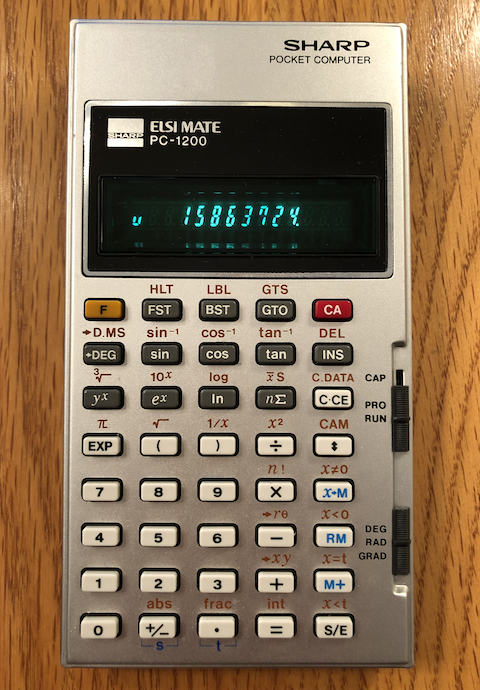 SHARP
POCKET COMPUTER
SHARP ELSI MATE
PC-1200
u 15863724.
HLT LBL GTS
F FST BST GTO CA
→D.MS sin⁻¹ cos⁻¹ tan⁻¹ DEL
→DEG sin cos tan INS
³√ 10ˣ log x̅ S C.DATA
CAP
yˣ eˣ ln nΣ C·CE
PRO
RUN
π √ 1/x x² CAM
EXP ( ) ÷ ↕
n! x≠0
7 8 9 × x→M
→rθ x<0
DEG
4 5 6 − RM
RAD
GRAD
→xy x=t
1 2 3 + M+
abs frac int x<t
0 +/− · = S/E
s t